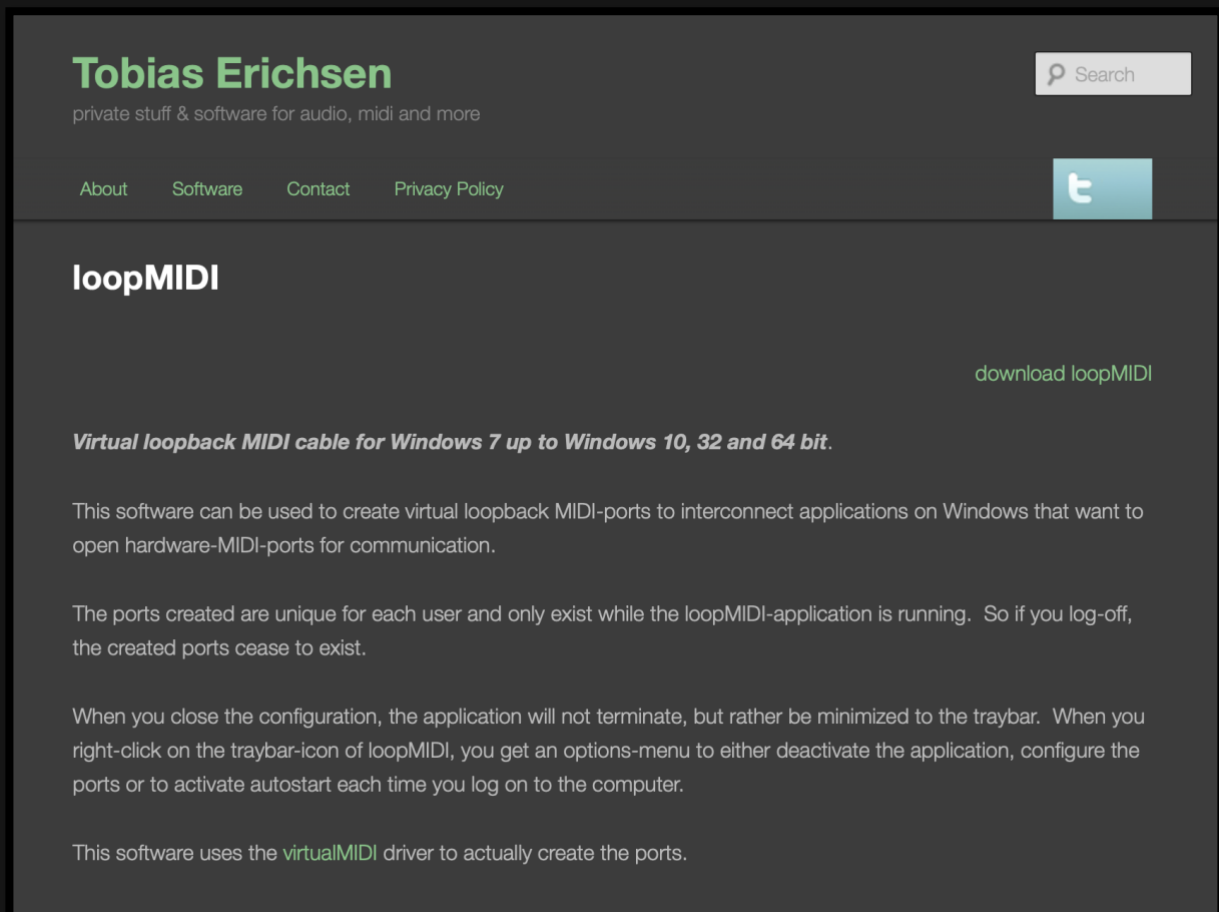 Tobias Erichsen
private stuff & software for audio, midi and more
Search
About Software Contact Privacy Policy
loopMIDI
download loopMIDI
Virtual loopback MIDI cable for Windows 7 up to Windows 10, 32 and 64 bit.
This software can be used to create virtual loopback MIDI-ports to interconnect applications on Windows that want to
open hardware-MIDI-ports for communication.
The ports created are unique for each user and only exist while the loopMIDI-application is running.  So if you log-off,
the created ports cease to exist.
When you close the configuration, the application will not terminate, but rather be minimized to the traybar.  When you
right-click on the traybar-icon of loopMIDI, you get an options-menu to either deactivate the application, configure the
ports or to activate autostart each time you log on to the computer.
This software uses the virtualMIDI driver to actually create the ports.